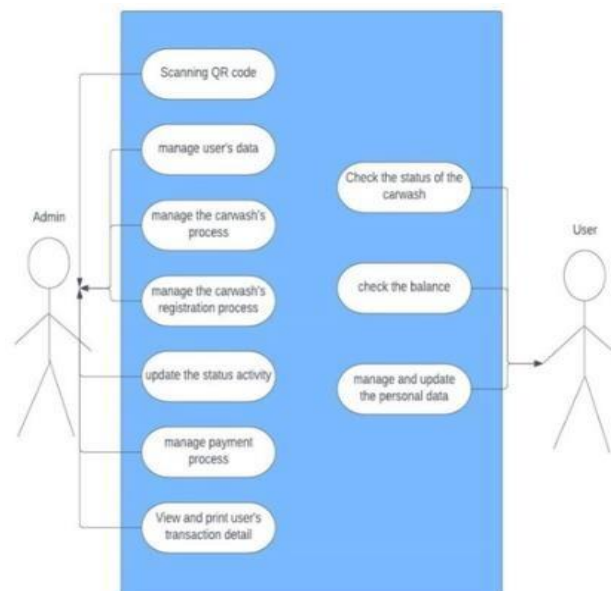 Scanning QR code
manage user's data
Admin
manage the carwash's
process
manage the carwash's
registration process
update the status activity
manage payment
process
View and print user's
transaction detail
Check the status of the
carwash
check the balance
manage and update
the personal data
User